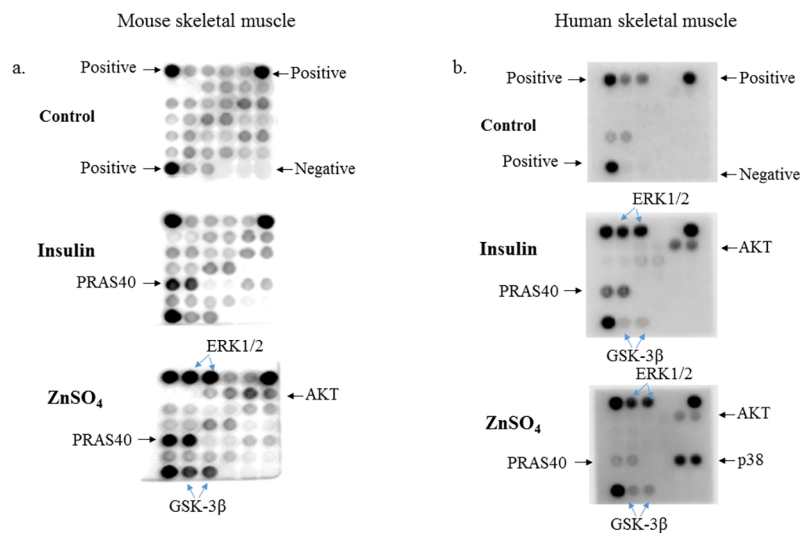 Mouse skeletal muscle
Human skeletal muscle
a.
Positive
Positive
Control
Positive
Negative
Insulin
PRAS40
ERK1/2
ZnSO₄
AKT
PRAS40
GSK-3β
b.
Positive
Positive
Control
Positive
Negative
ERK1/2
Insulin
AKT
PRAS40
GSK-3β
ERK1/2
ZnSO₄
AKT
PRAS40
p38
GSK-3β